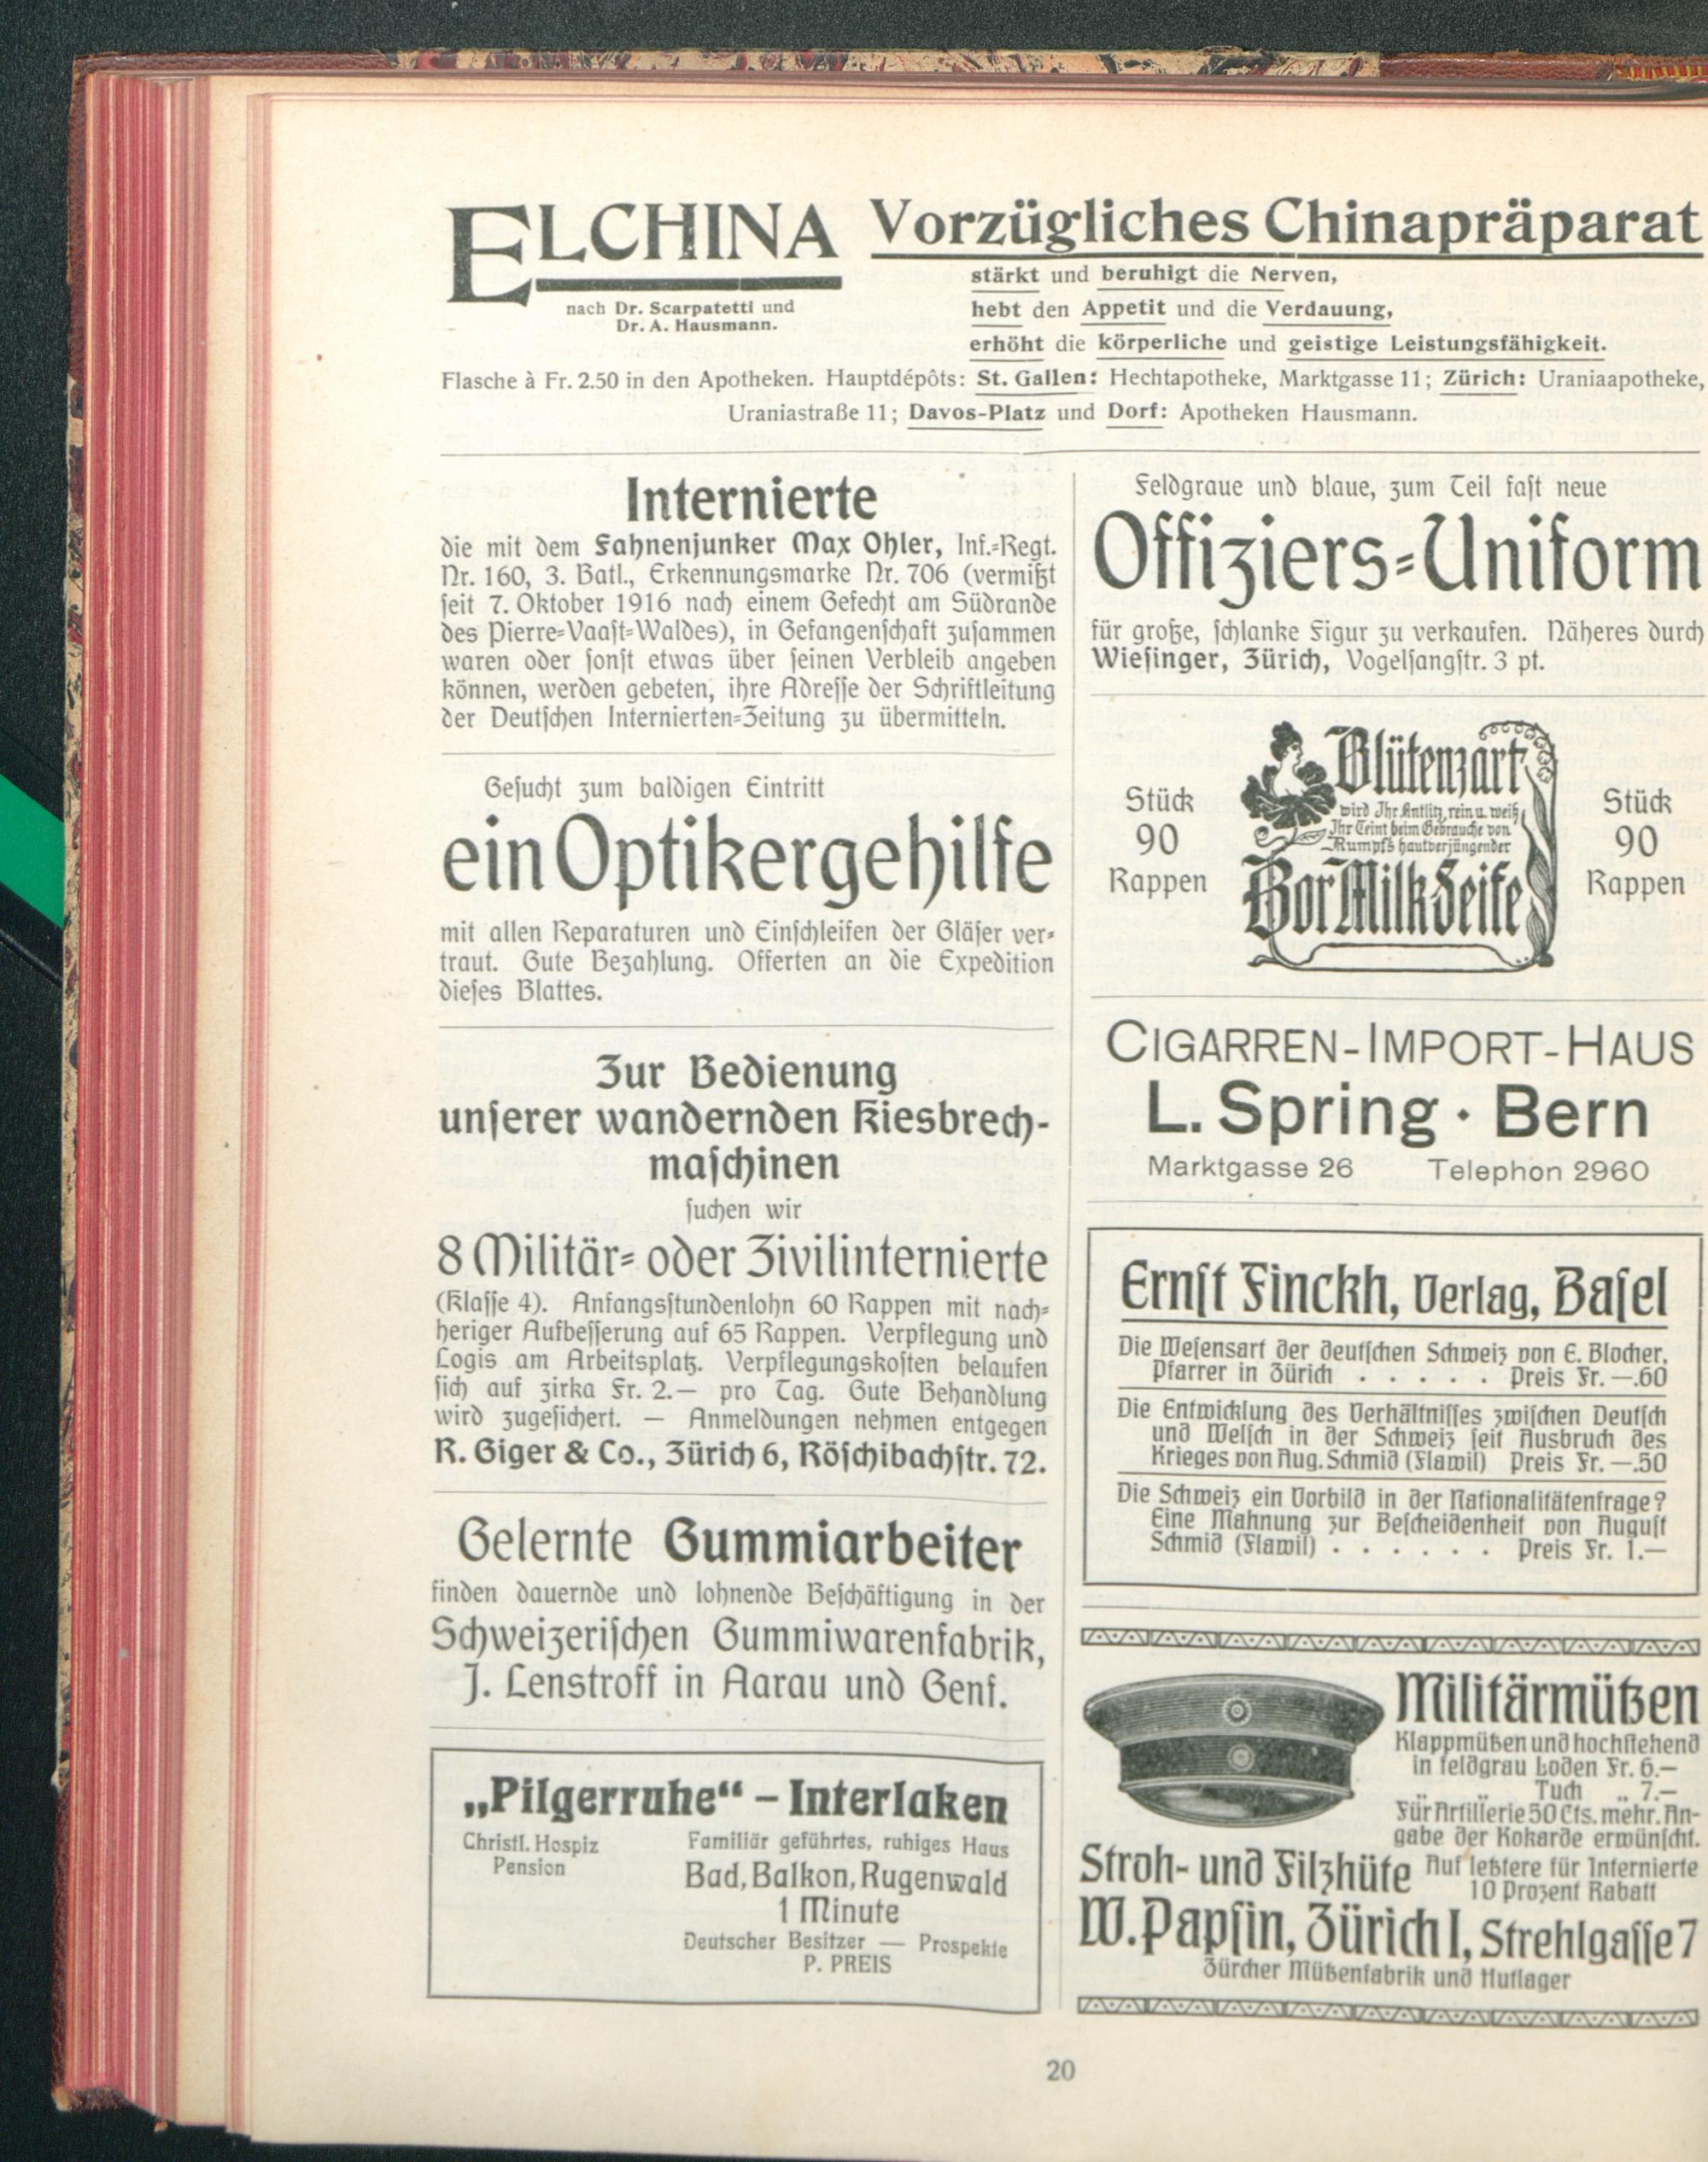 ELCHINA
nach Dr. Scarpatetti und
Dr. A. Hausmann.
Vorzügliches Chinapräparat
stärkt und beruhigt die Nerven,
hebt den Appetit und die Verdauung,
erhöht die körperliche und geistige Leistungsfähigkeit.
Flasche à Fr. 2.50 in den Apotheken. Hauptdépôts: St. Gallen: Hechtapotheke, Marktgasse 11; Zürich: Uraniaapotheke,
Uraniastraße 11; Davos-Platz und Dorf: Apotheken Hausmann.
Internierte
die mit dem Fahnenjunker Max Ohler, Inf.-Regt.
Nr. 160, 3. Batl., Erkennungsmarke Nr. 706 (vermißt
seit 7. Oktober 1916 nach einem Gefecht am Südrande
des Pierre-Vaast-Waldes), in Gefangenschaft zusammen
waren oder sonst etwas über seinen Verbleib angeben
können, werden gebeten, ihre Adresse der Schriftleitung
der Deutschen Internierten-Zeitung zu übermitteln.
Gesucht zum baldigen Eintritt
ein Optikergehilfe
mit allen Reparaturen und Einschleifen der Gläser ver-
traut. Gute Bezahlung. Offerten an die Expedition
dieses Blattes.
Zur Bedienung
unserer wandernden Kiesbrech-
maschinen
suchen wir
8 Militär- oder Zivilinternierte
(Klasse 4). Anfangsstundenlohn 60 Rappen mit nach-
heriger Aufbesserung auf 65 Rappen. Verpflegung und
Logis am Arbeitsplatz. Verpflegungskosten belaufen
sich auf zirka Fr. 2.— pro Tag. Gute Behandlung
wird zugesichert. — Anmeldungen nehmen entgegen
R. Giger & Co., Zürich 6, Röschibachstr. 72.
Gelernte Gummiarbeiter
finden dauernde und lohnende Beschäftigung in der
Schweizerischen Gummiwarenfabrik,
J. Lenstroff in Aarau und Genf.
„Pilgerruhe“ – Interlaken
Christl. Hospiz
Pension
Familiär geführtes, ruhiges Haus
Bad, Balkon, Rugenwald
1 Minute
Deutscher Besitzer — Prospekte
P. PREIS
Feldgraue und blaue, zum Teil fast neue
Offiziers-Uniform
für große, schlanke Figur zu verkaufen. Näheres durch
Wiesinger, Zürich, Vogelsangstr. 3 pt.
Stück
90
Rappen
Blütenzart
wird Ihr Antlitz, rein u. weiß
Ihr Teint beim Gebrauche von
Rumpfs hautverjüngender
Bor Milk Seife
Stück
90
Rappen
CIGARREN-IMPORT-HAUS
L. Spring · Bern
Marktgasse 26 Telephon 2960
Ernst Finckh, Verlag, Basel
Die Wesensart der deutschen Schweiz von E. Blocher,
Pfarrer in Zürich . . . . . Preis Fr. —.60
Die Entwicklung des Verhältnisses zwischen Deutsch
und Welsch in der Schweiz seit Ausbruch des
Krieges von Aug. Schmid (Flawil) Preis Fr. —.50
Die Schweiz ein Vorbild in der Nationalitätenfrage?
Eine Mahnung zur Bescheidenheit von August
Schmid (Flawil) . . . . . . Preis Fr. 1.—
Militärmützen
Klappmützen und hochstehend
in feldgrau Loden Fr. 6.—
„ „ Tuch „ 7.—
Für Artillerie 50 Cts. mehr. An-
gabe der Kokarde erwünscht.
Stroh- und Filzhüte Auf letztere für Internierte
10 Prozent Rabatt
W. Papsin, Zürich I, Strehlgasse 7
Zürcher Mützenfabrik und Hutlager
20